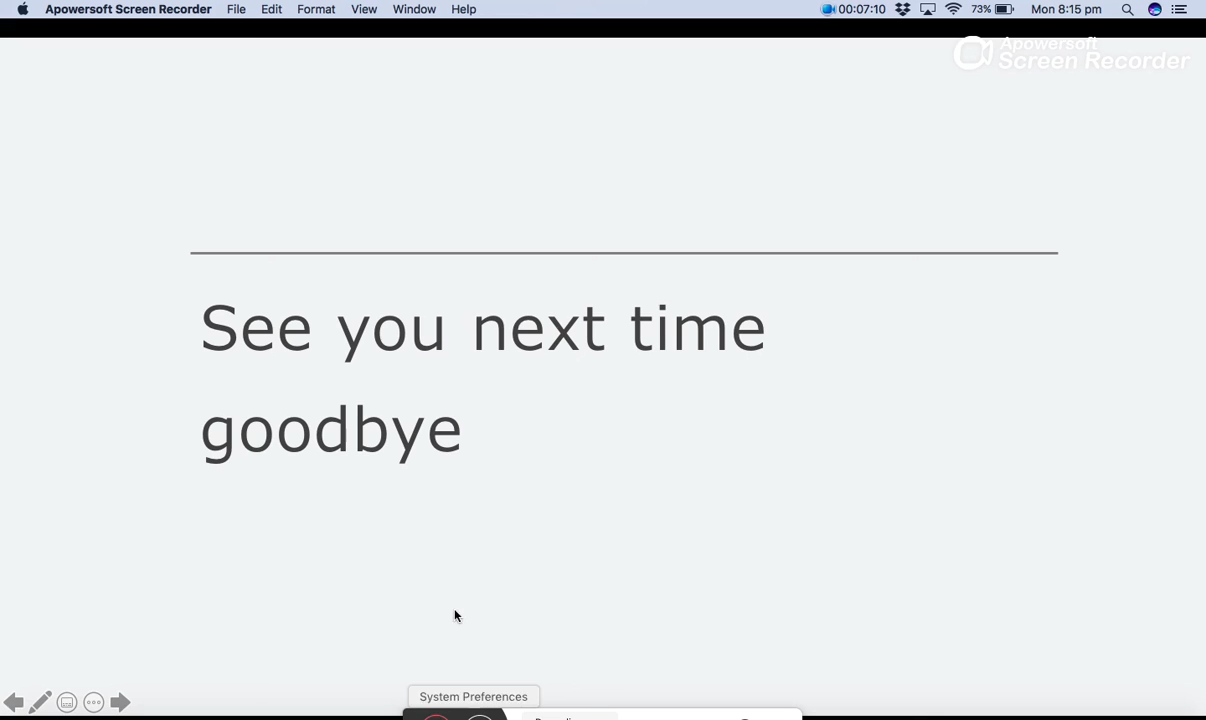 Apowersoft Screen Recorder File Edit Format View Window Help 00:07:10 73% Mon 8:15 pm
Apowersoft
Screen Recorder
See you next time
goodbye
System Preferences